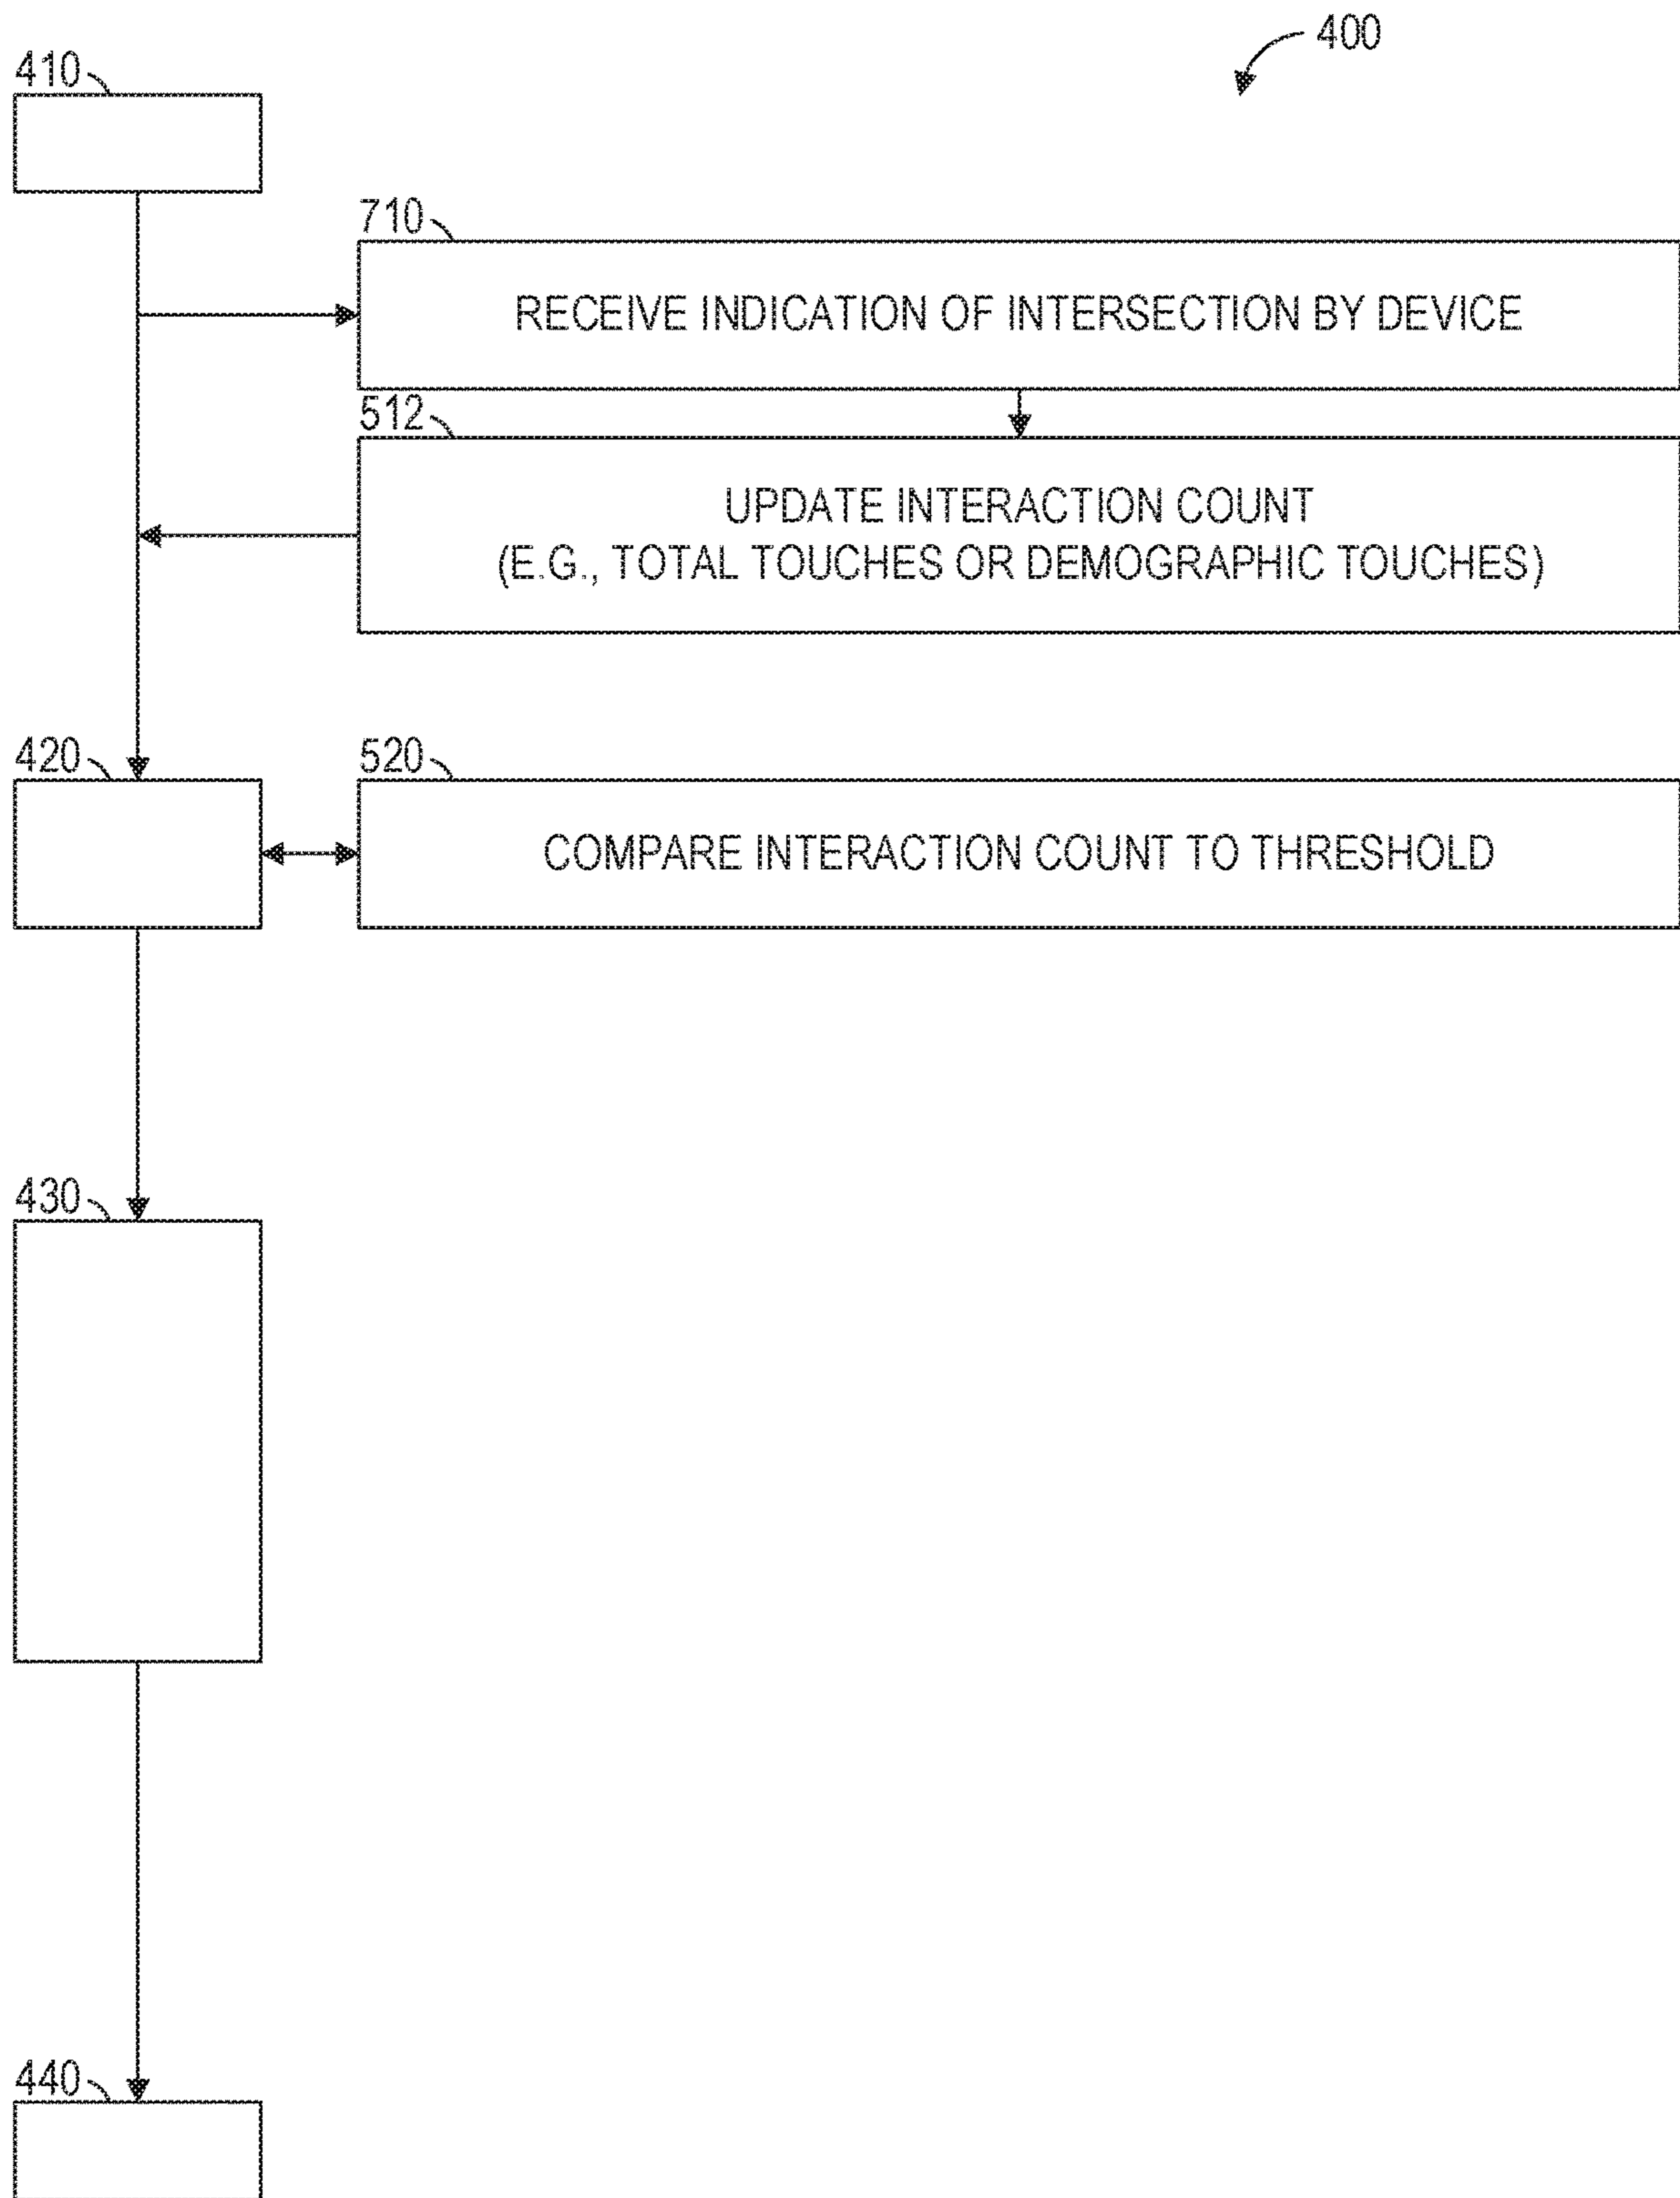 400
410
710
RECEIVE INDICATION OF INTERSECTION BY DEVICE
512
UPDATE INTERACTION COUNT
(E.G., TOTAL TOUCHES OR DEMOGRAPHIC TOUCHES)
420
520
COMPARE INTERACTION COUNT TO THRESHOLD
430
440